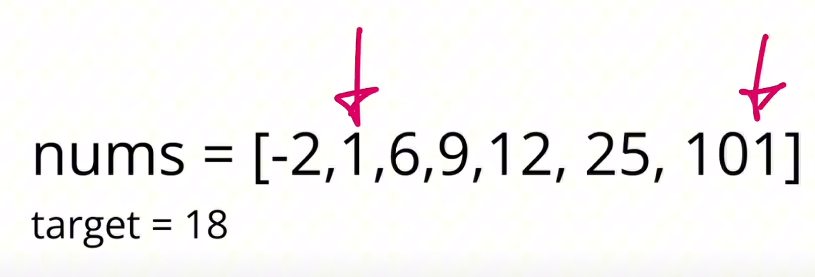 nums = [-2,1,6,9,12, 25, 101]
target = 18